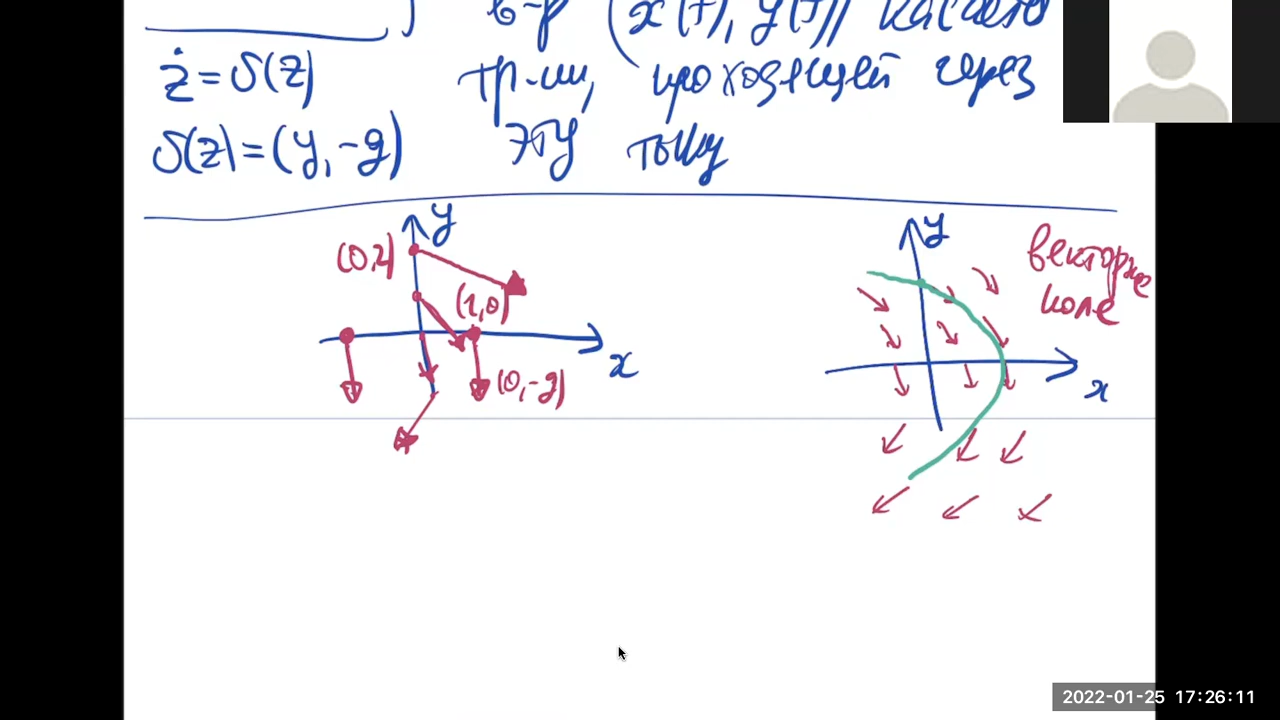 в-р (ẋ(t), ẏ(t)) касает
ż = υ(z) тр-ии, проходящей через
υ(z) = (y, -g) эту точку
y y
(0,2) векторное
поле
(1,0)
x x
(0,-g)
2022-01-25 17:26:11